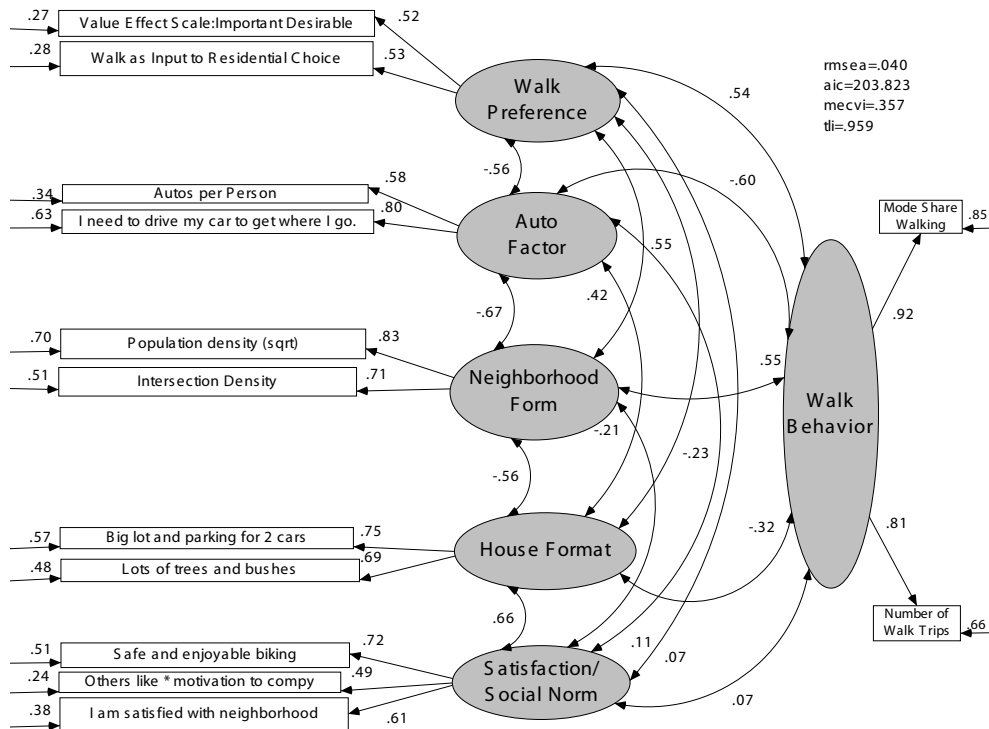 .27
Value Effect Scale:Important Desirable
.52
.28
Walk as Input to Residential Choice
.53
Walk
Preference
.54
rmsea=.040
aic=203.823
mecvi=.357
tli=.959
-.56
.34
Autos per Person
.58
.63
I need to drive my car to get where I go.
.80
Auto
Factor
-.60
.55
.42
Mode Share
Walking
.85
.92
-.67
.70
Population density (sqrt)
.83
.51
Intersection Density
.71
Neighborhood
Form
.55
Walk
Behavior
-.21
-.23
-.56
.57
Big lot and parking for 2 cars
.75
.48
Lots of trees and bushes
.69
House Format
-.32
.81
.66
Number of
Walk Trips
.66
.51
Safe and enjoyable biking
.72
.24
Others like * motivation to compy
.49
.38
I am satisfied with neighborhood
.61
Satisfaction/
Social Norm
.11
.07
.07